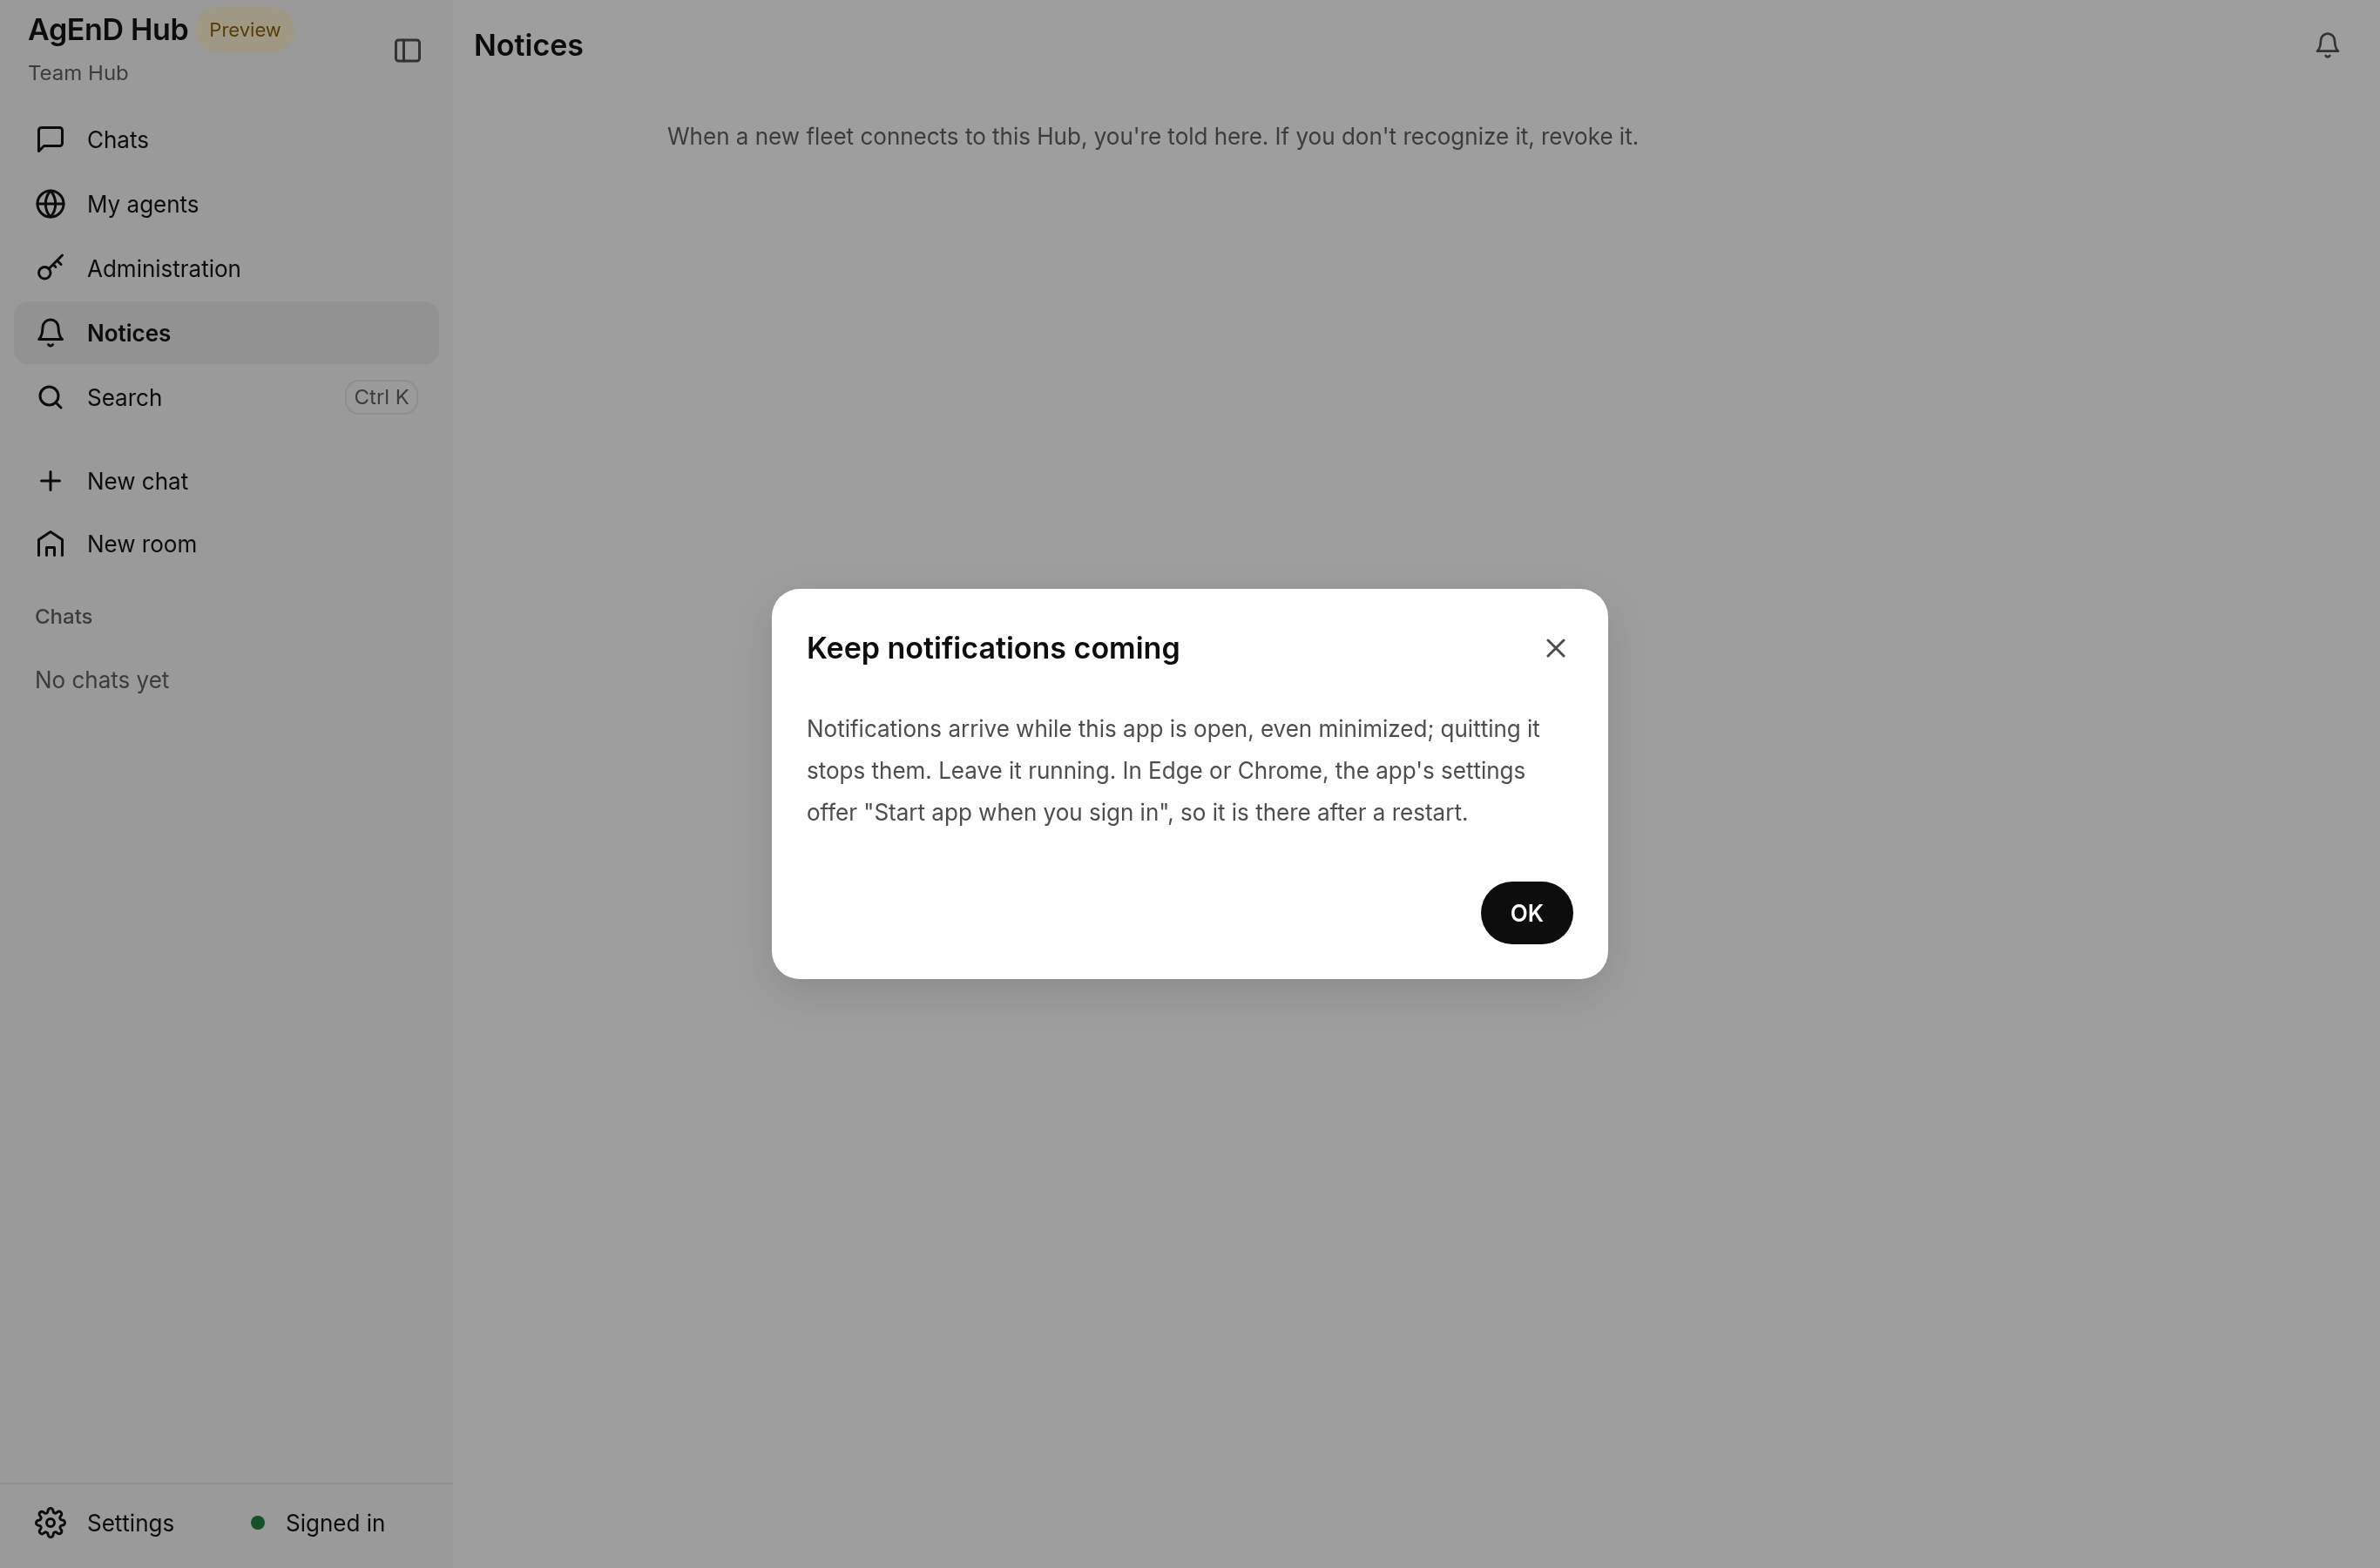 AgEnD Hub Preview
Team Hub
Chats
My agents
Administration
Notices
Search Ctrl K
New chat
New room
Chats
No chats yet
Settings Signed in
Notices
When a new fleet connects to this Hub, you're told here. If you don't recognize it, revoke it.
Keep notifications coming
Notifications arrive while this app is open, even minimized; quitting it
stops them. Leave it running. In Edge or Chrome, the app's settings
offer "Start app when you sign in", so it is there after a restart.
OK